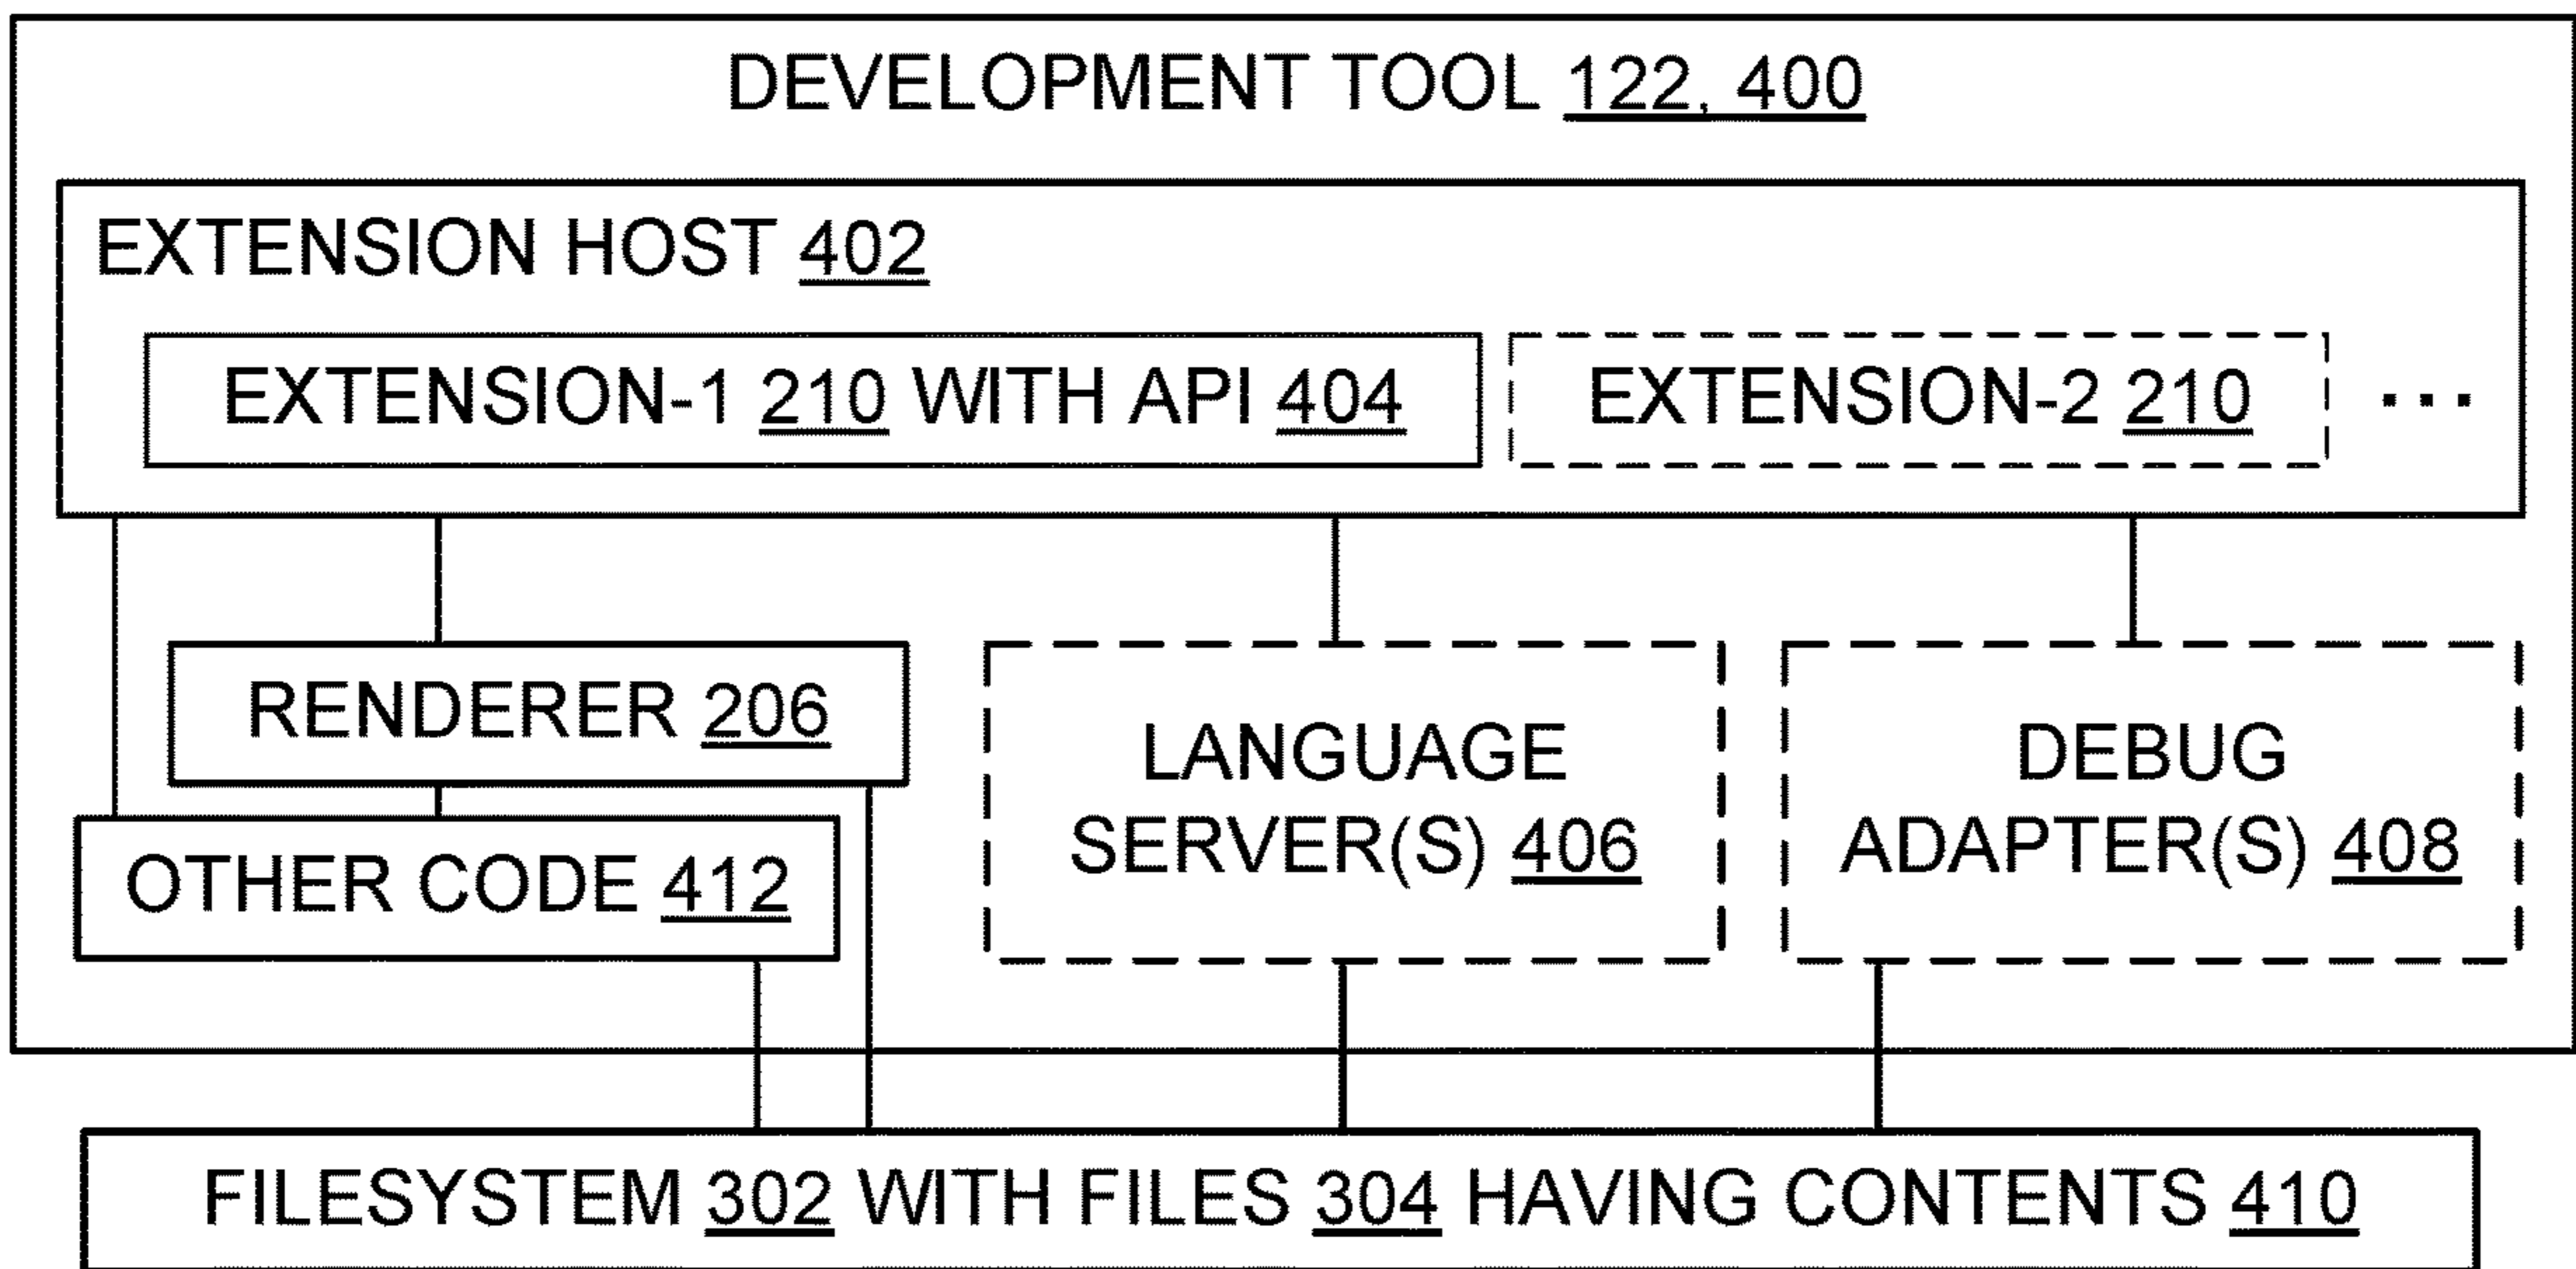 DEVELOPMENT TOOL 122, 400
EXTENSION HOST 402
EXTENSION-1 210 WITH API 404
EXTENSION-2 210
...
RENDERER 206
OTHER CODE 412
LANGUAGE
SERVER(S) 406
DEBUG
ADAPTER(S) 408
FILESYSTEM 302 WITH FILES 304 HAVING CONTENTS 410